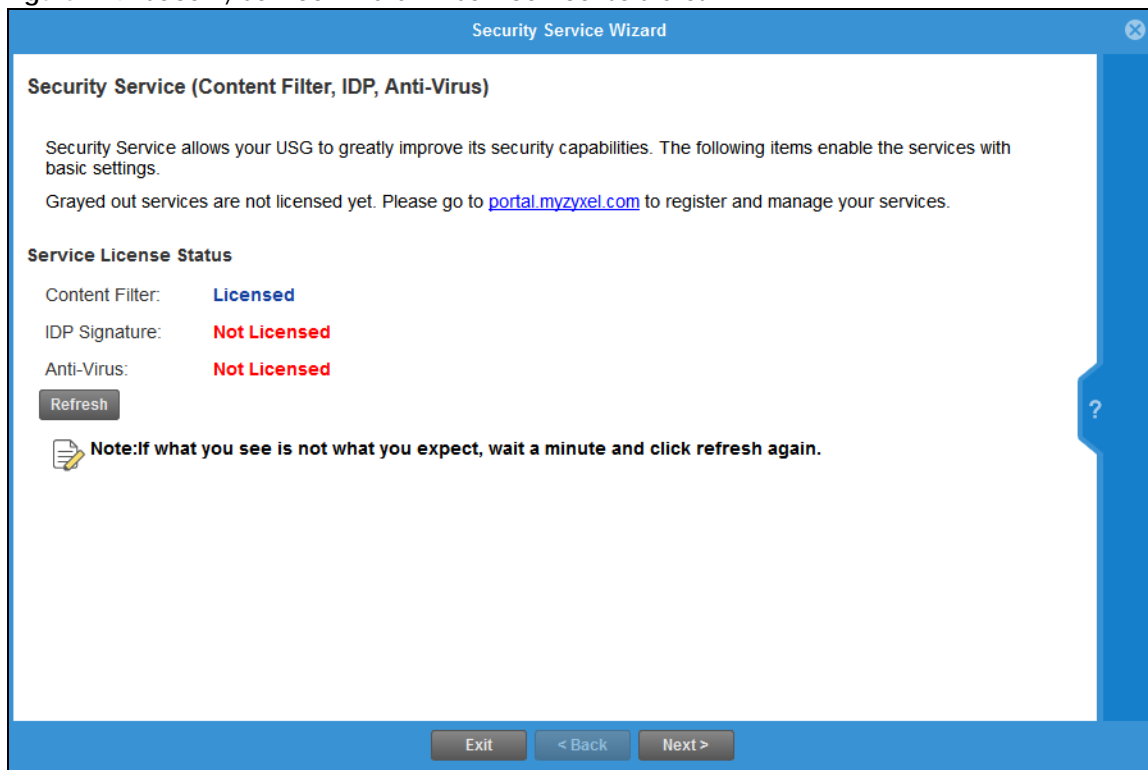 Security Service Wizard
Security Service (Content Filter, IDP, Anti-Virus)
Security Service allows your USG to greatly improve its security capabilities. The following items enable the services with
basic settings.
Grayed out services are not licensed yet. Please go to portal.myzyxel.com to register and manage your services.
Service License Status
Content Filter: Licensed
IDP Signature: Not Licensed
Anti-Virus: Not Licensed
Refresh
?
Note:If what you see is not what you expect, wait a minute and click refresh again.
Exit < Back Next >